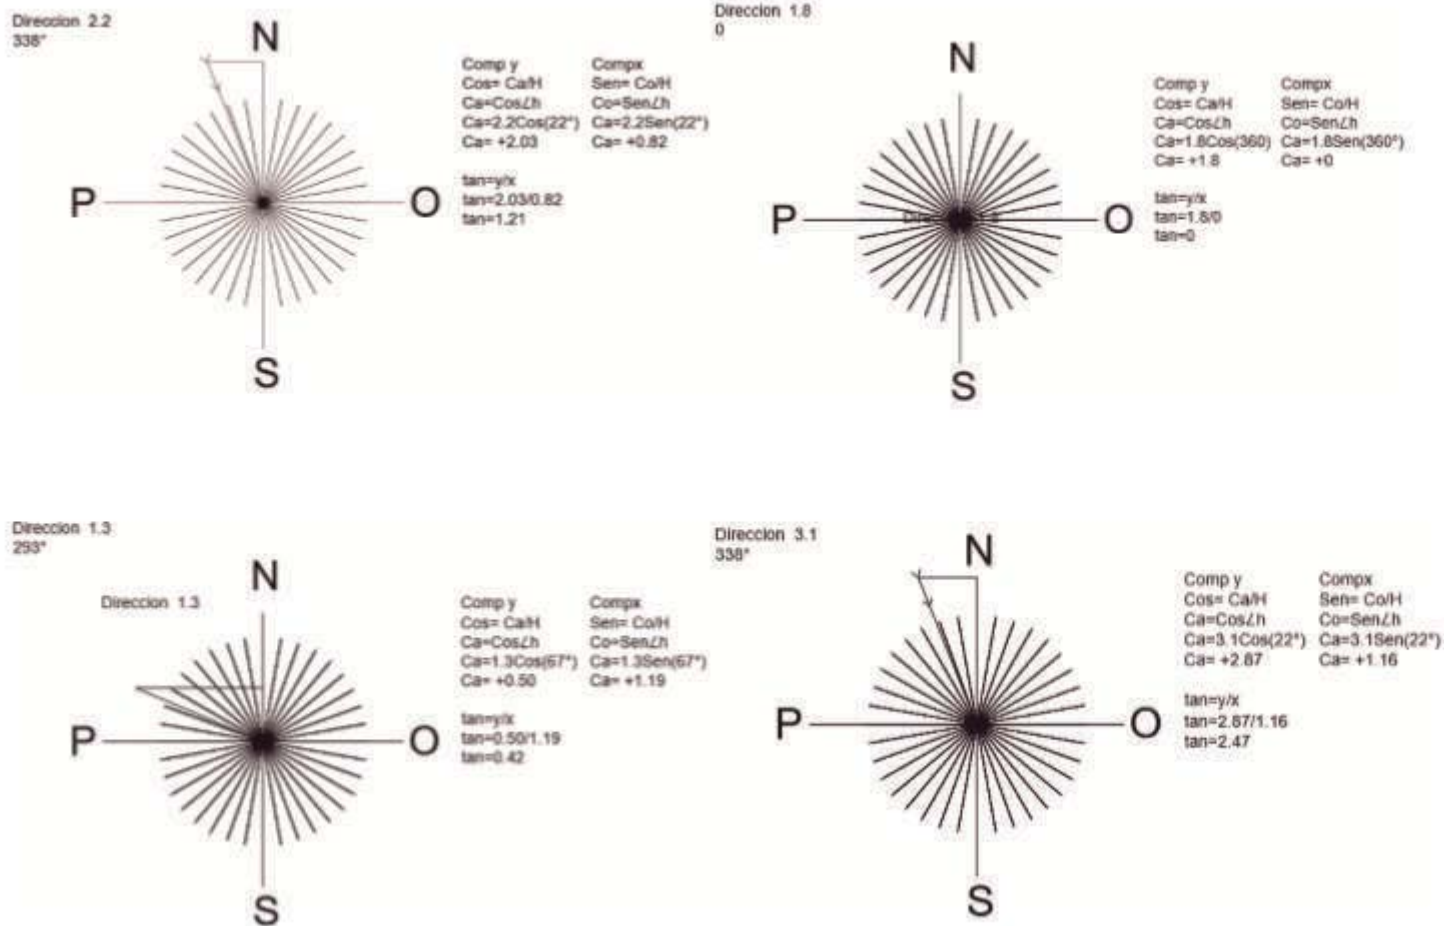 Direccion 2.2
338°
N
P
O
S
Comp y Compx
Cos= Ca/H Sen= Co/H
Ca=Cos∠h Co=Sen∠h
Ca=2.2Cos(22°) Ca=2.2Sen(22°)
Ca= +2.03 Ca= +0.82
tan=y/x
tan=2.03/0.82
tan=1.21
Direccion 1.8
0
N
P
O
S
Comp y Compx
Cos= Ca/H Sen= Co/H
Ca=Cos∠h Co=Sen∠h
Ca=1.8Cos(360) Ca=1.8Sen(360°)
Ca= +1.8 Ca= +0
tan=y/x
tan=1.8/0
tan=0
Direccion 1.3
293°
Direccion 1.3
N
P
O
S
Comp y Compx
Cos= Ca/H Sen= Co/H
Ca=Cos∠h Co=Sen∠h
Ca=1.3Cos(67°) Ca=1.3Sen(67°)
Ca= +0.50 Ca= +1.19
tan=y/x
tan=0.50/1.19
tan=0.42
Direccion 3.1
338°
N
P
O
S
Comp y Compx
Cos= Ca/H Sen= Co/H
Ca=Cos∠h Co=Sen∠h
Ca=3.1Cos(22°) Ca=3.1Sen(22°)
Ca= +2.87 Ca= +1.16
tan=y/x
tan=2.87/1.16
tan=2.47